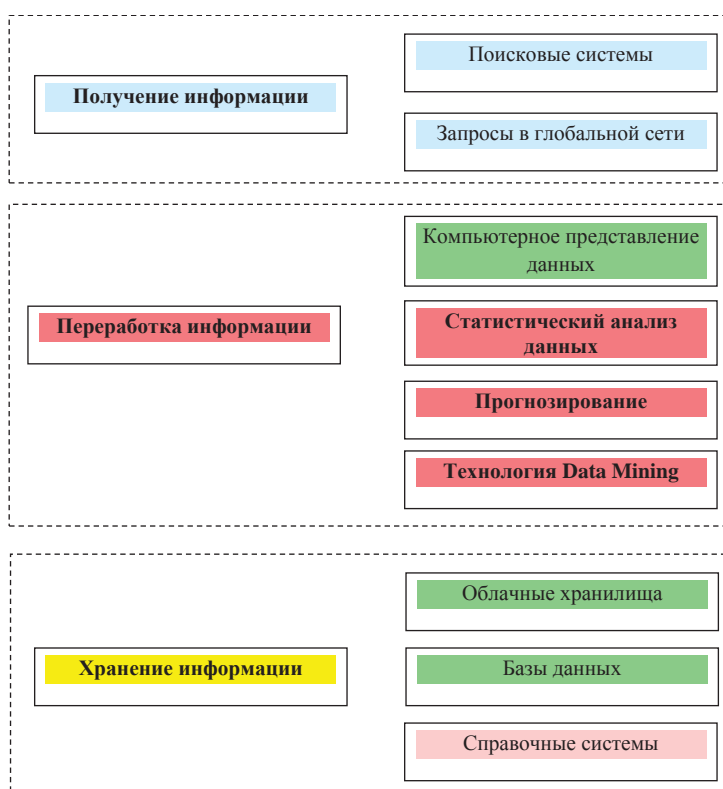 Получение информации
Поисковые системы
Запросы в глобальной сети
Переработка информации
Компьютерное представление
данных
Статистический анализ
данных
Прогнозирование
Технология Data Mining
Хранение информации
Облачные хранилища
Базы данных
Справочные системы